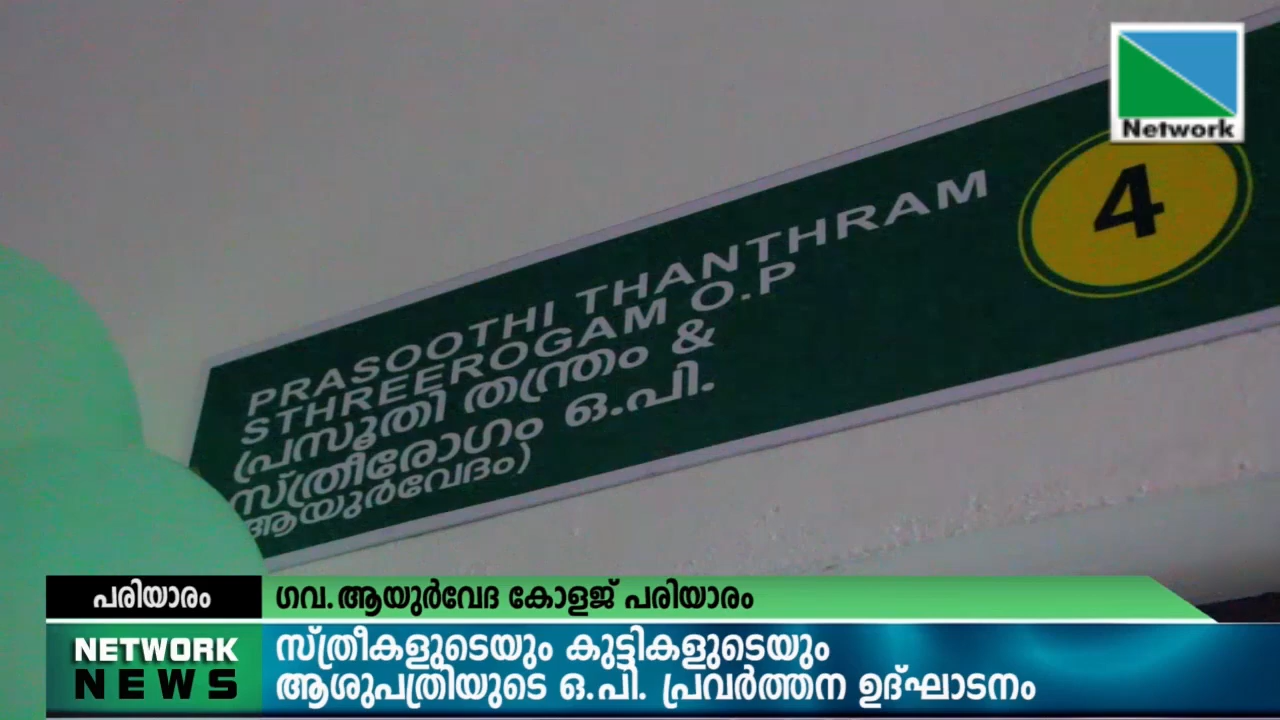 Network
4
PRASOOTHI THANTHRAM
STHREEROGAM O.P
പ്രസൂതി തന്ത്രം &
സ്ത്രീരോഗം ഒ.പി.
ആയുർവേദം)
പരിയാരം
ഗവ. ആയുർവേദ കോളജ് പരിയാരം
NETWORK
NEWS
സ്ത്രീകളുടെയും കുട്ടികളുടെയും
ആശുപത്രിയുടെ ഒ.പി. പ്രവർത്തന ഉദ്ഘാടനം